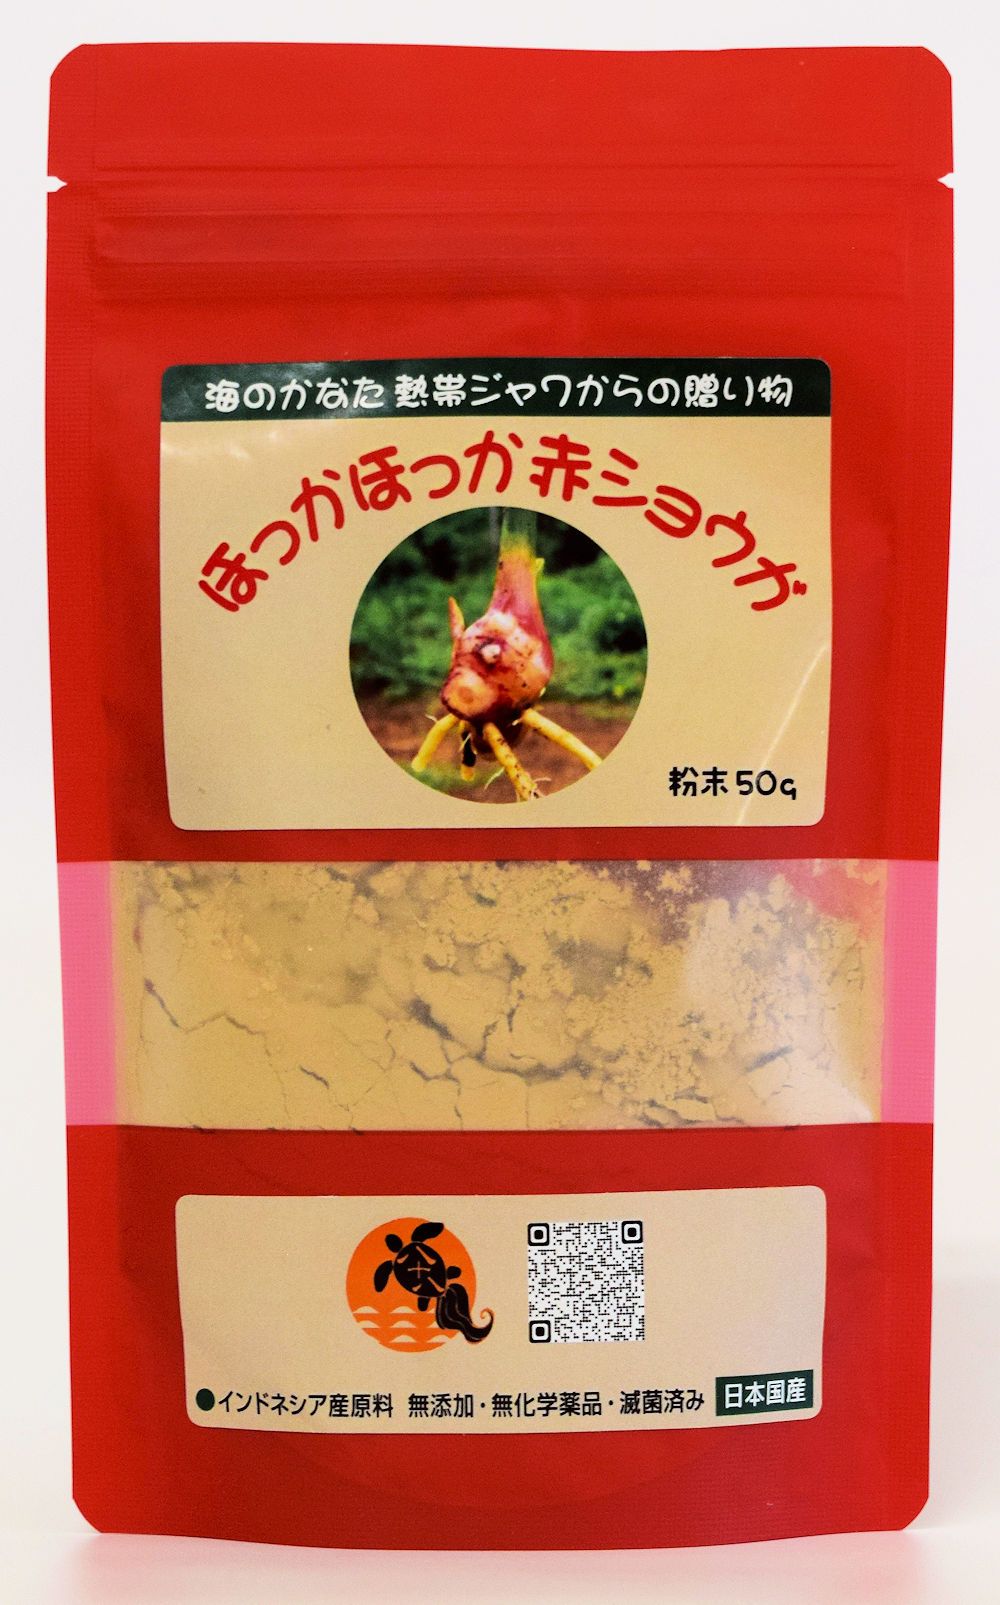 海のかなた 熱帯ジャワからの贈り物
ほっかほっか赤ショウガ
粉末50g
●インドネシア産原料 無添加・無化学薬品・滅菌済み 日本国産